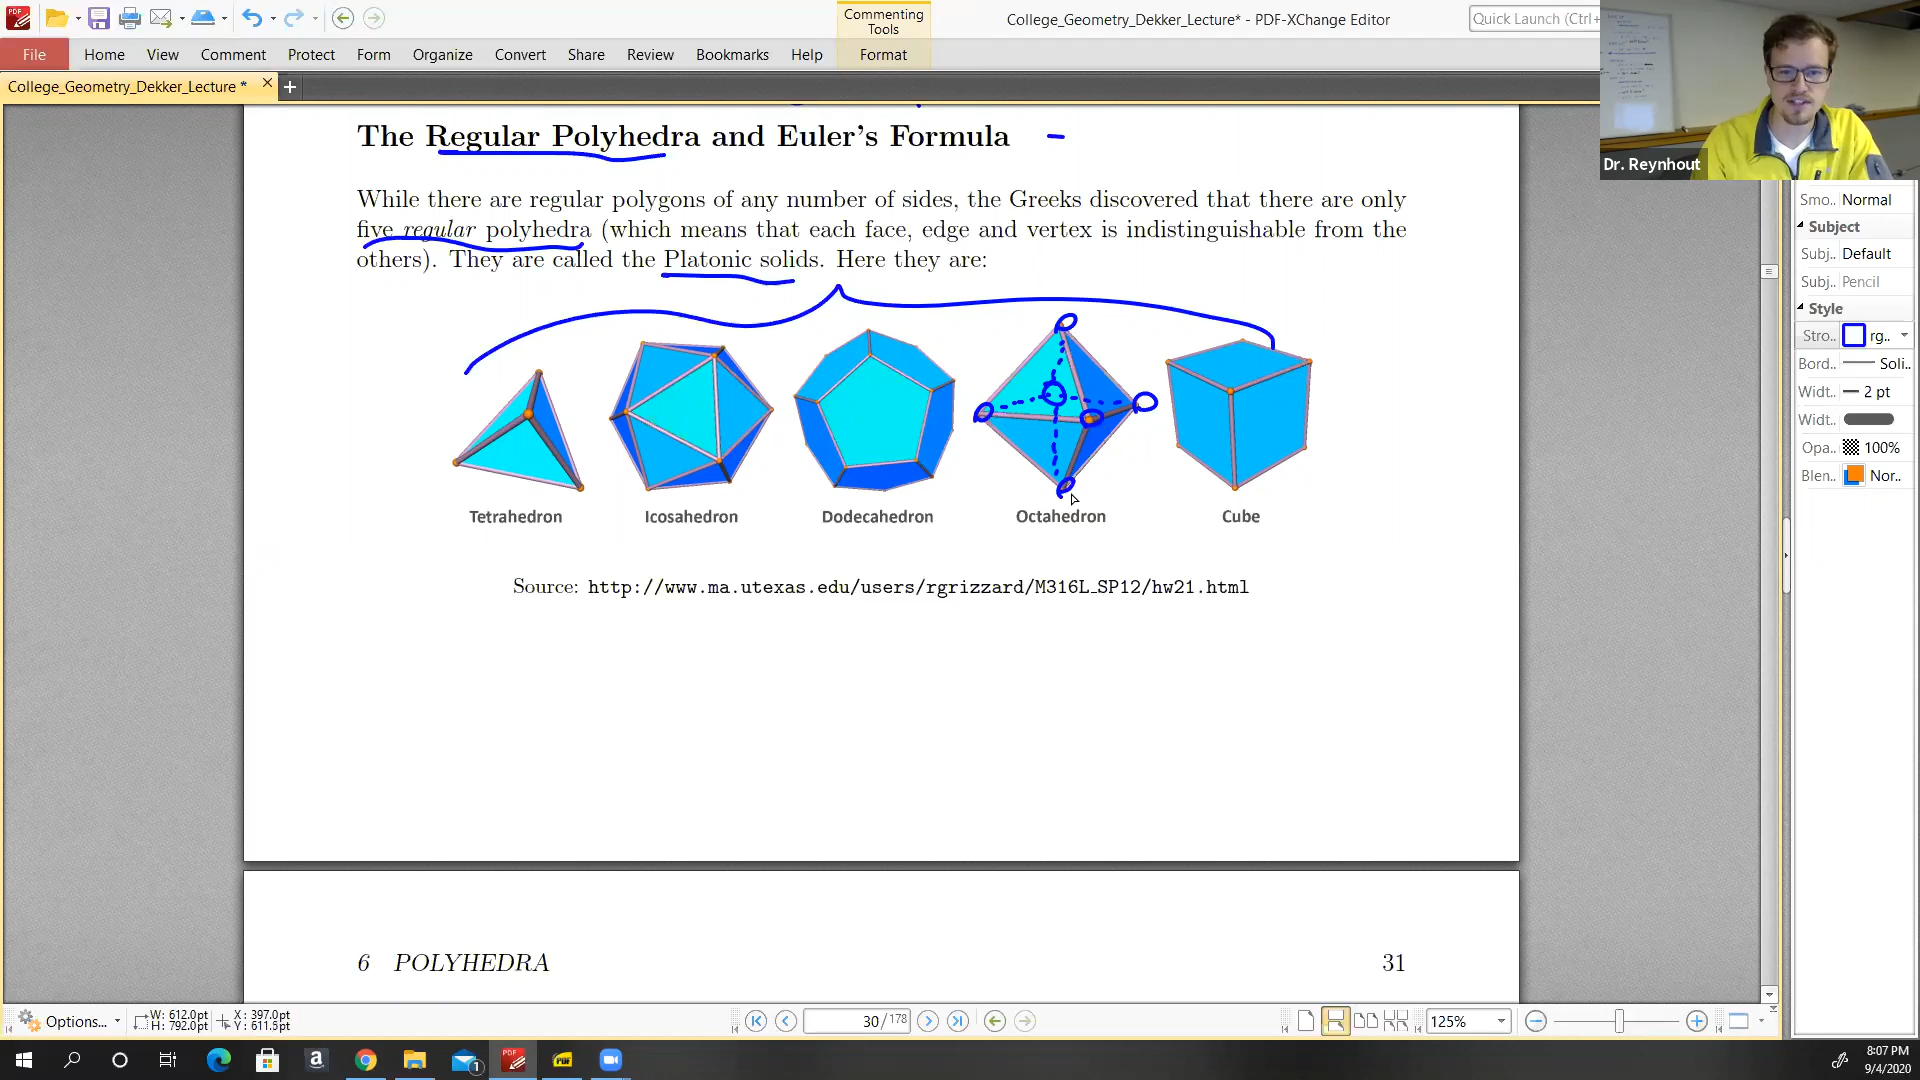 Commenting Tools
College_Geometry_Dekker_Lecture* - PDF-XChange Editor
Quick Launch (Ctrl+
File Home View Comment Protect Form Organize Convert Share Review Bookmarks Help Format
College_Geometry_Dekker_Lecture *
The Regular Polyhedra and Euler's Formula
While there are regular polygons of any number of sides, the Greeks discovered that there are only
five regular polyhedra (which means that each face, edge and vertex is indistinguishable from the
others). They are called the Platonic solids. Here they are:
Tetrahedron Icosahedron Dodecahedron Octahedron Cube
Source: http://www.ma.utexas.edu/users/rgrizzard/M316L_SP12/hw21.html
6 POLYHEDRA 31
Dr. Reynhout
Smo.. Normal
Subject
Subj.. Default
Subj.. Pencil
Style
Stro.. rg..
Bord.. Soli..
Widt.. 2 pt
Widt..
Opa.. 100%
Blen.. Nor..
Options...
W: 612.0pt
H: 792.0pt
X: 397.0pt
Y: 611.5pt
30/178
125%
8:07 PM
9/4/2020